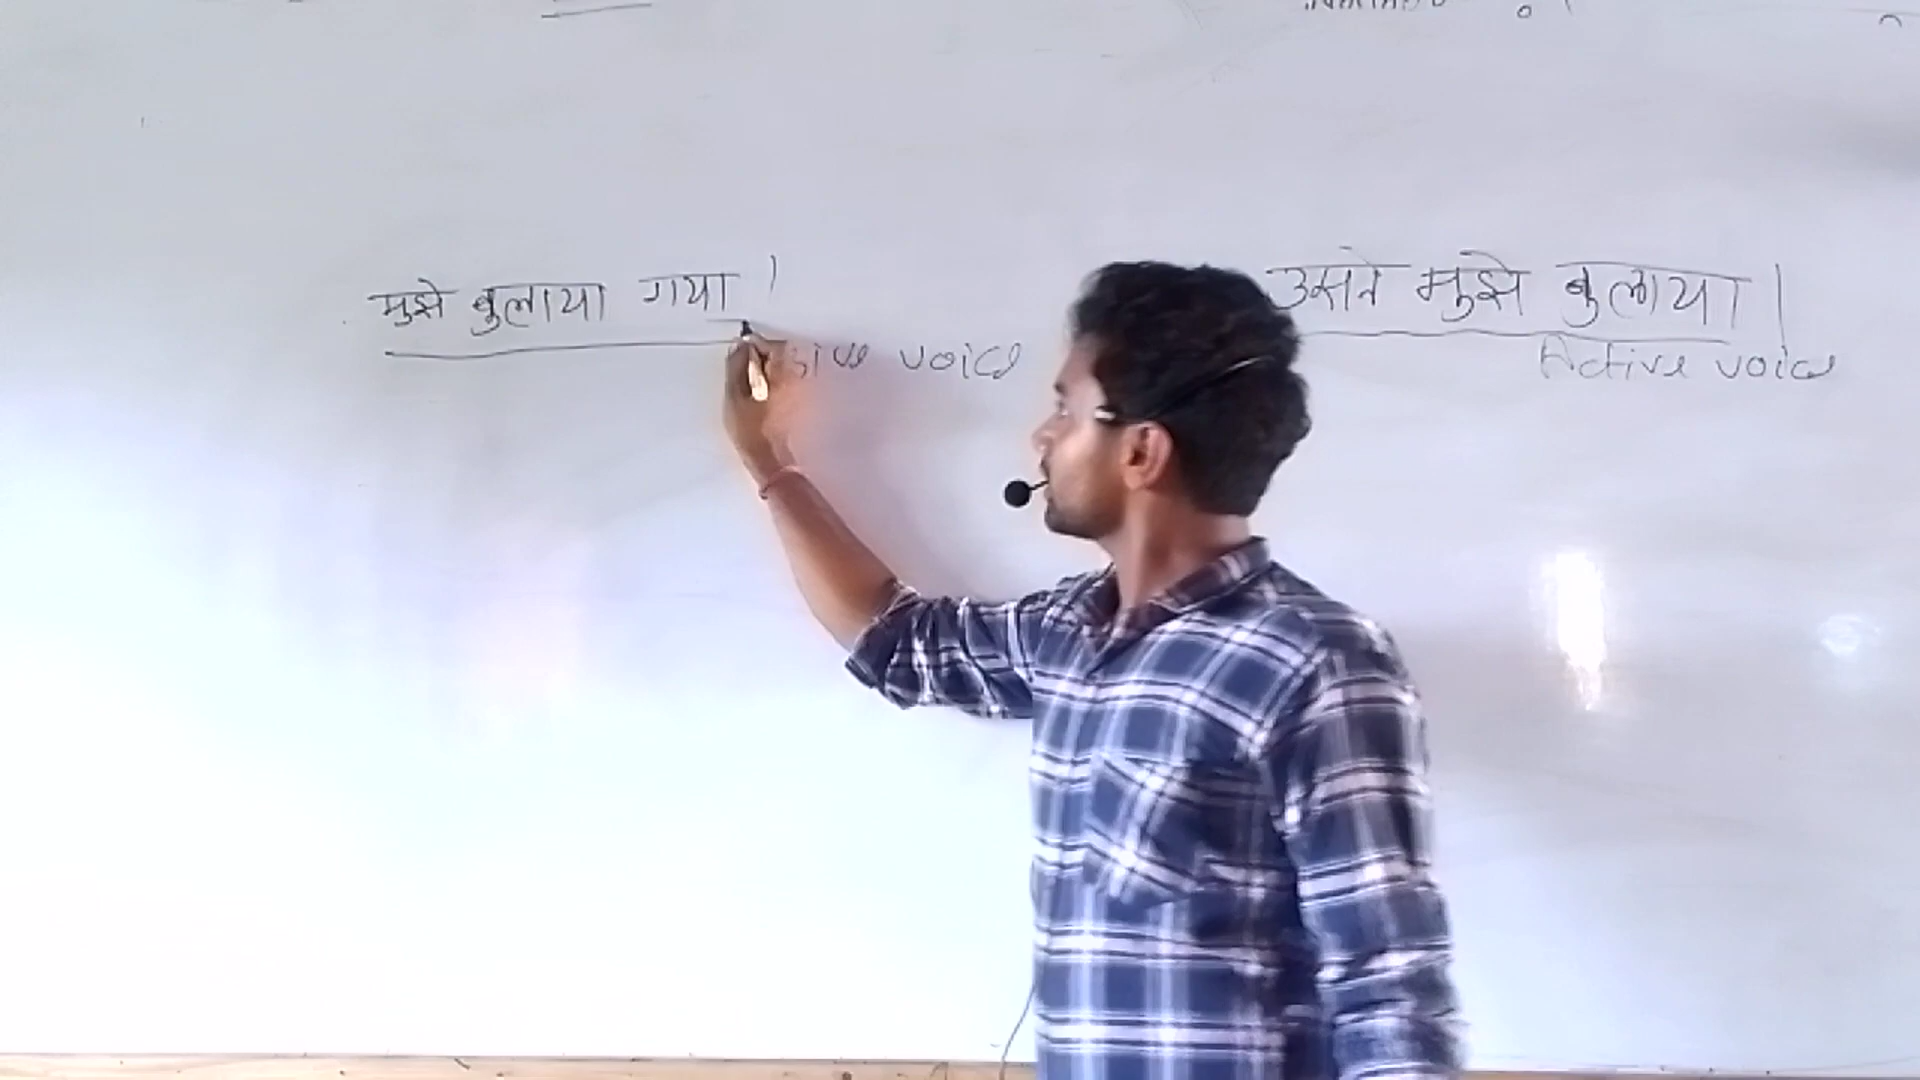 मुझे बुलाया गया।
voice
उसने मुझे बुलाया।
Active voice